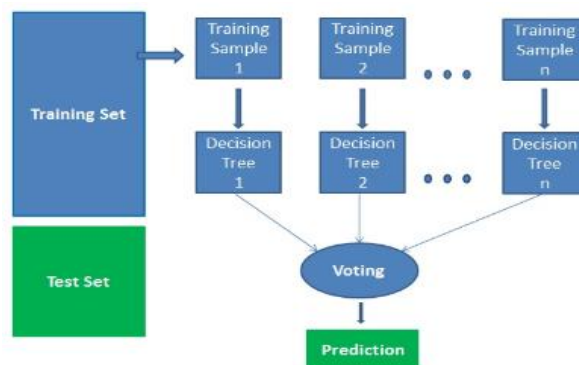 Training Set
Training
Sample
1
Training
Sample
2
Training
Sample
n
Decision
Tree
1
Decision
Tree
2
Decision
Tree
n
Test Set
Voting
Prediction